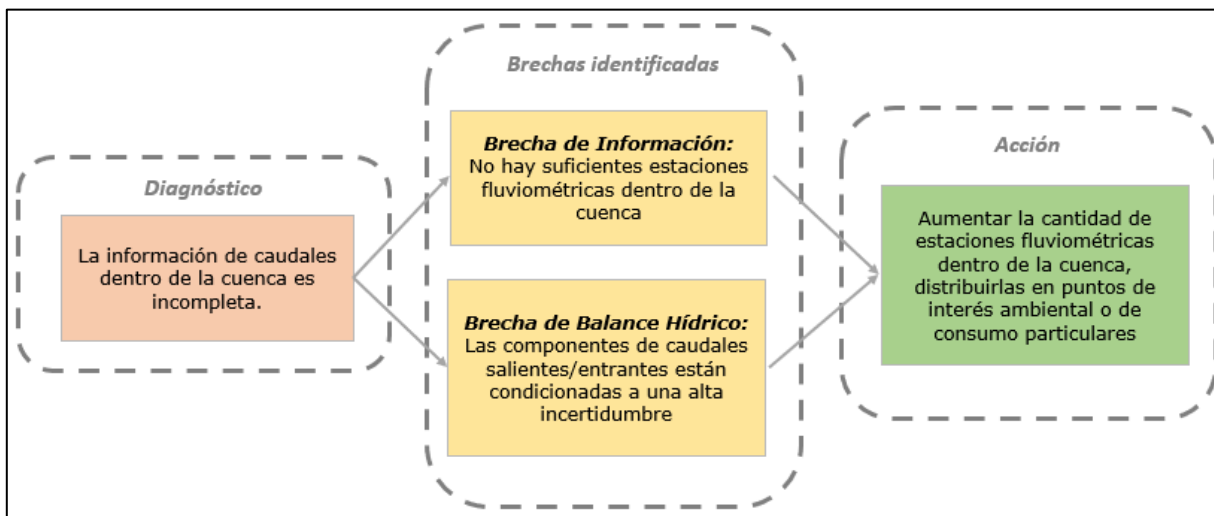 Diagnóstico
La información de caudales
dentro de la cuenca es
incompleta.
Brechas identificadas
Brecha de Información:
No hay suficientes estaciones
fluviométricas dentro de la
cuenca
Brecha de Balance Hídrico:
Las componentes de caudales
salientes/entrantes están
condicionadas a una alta
incertidumbre
Acción
Aumentar la cantidad de
estaciones fluviométricas
dentro de la cuenca,
distribuirlas en puntos de
interés ambiental o de
consumo particulares